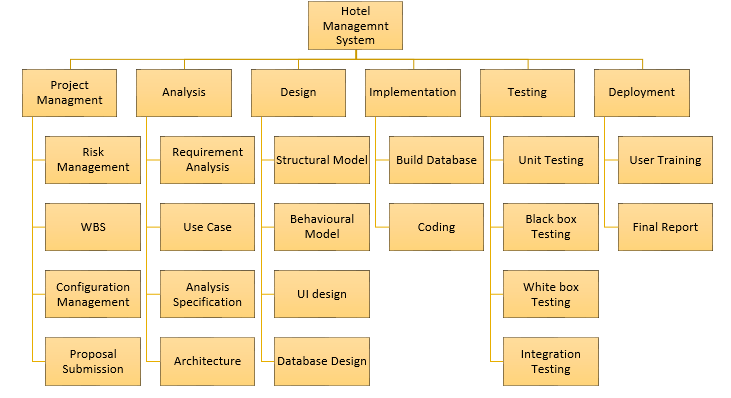 Hotel
Managemnt
System
Project
Managment
Analysis
Design
Implementation
Testing
Deployment
Risk
Management
Requirement
Analysis
Structural Model
Build Database
Unit Testing
User Training
WBS
Use Case
Behavioural
Model
Coding
Black box
Testing
Final Report
Configuration
Management
Analysis
Specification
UI design
White box
Testing
Proposal
Submission
Architecture
Database Design
Integration
Testing